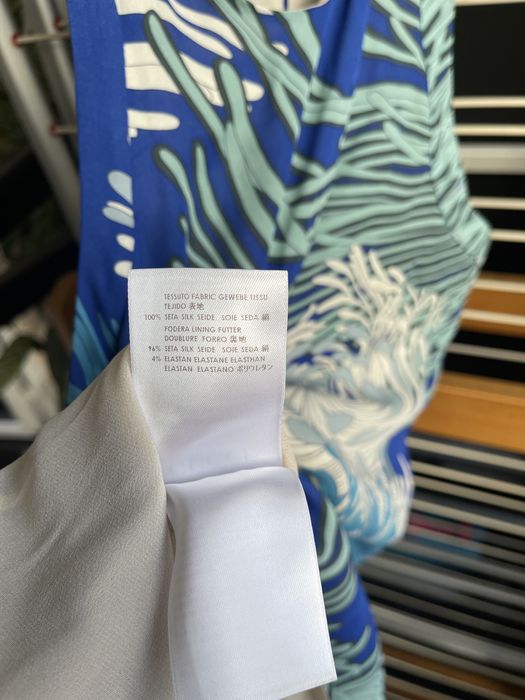 TESSUTO FABRIC GEWEBE TISSU
TEJIDO 表地
100% SETA SILK SEIDE SOIE SEDA 絹
FODERA LINING FUTTER
DOUBLURE FORRO 裏地
96% SETA SILK SEIDE SOIE SEDA 絹
4% ELASTAN ELASTANE ELASTHAN
ELASTAN ELASTANO ポリウレタン